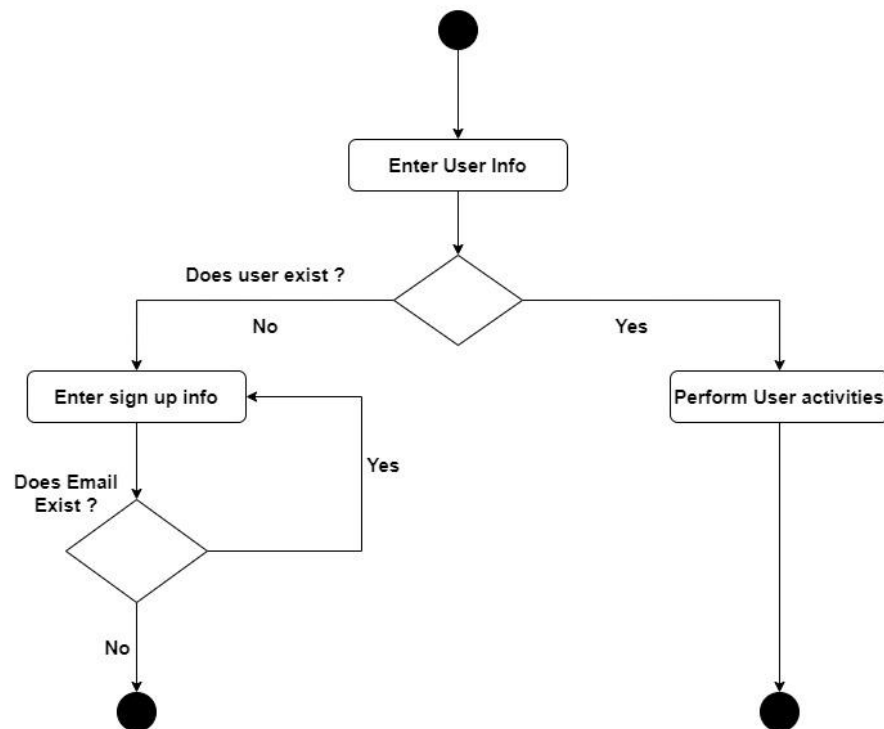 Enter User Info
Does user exist ?
No
Yes
Enter sign up info
Perform User activities
Yes
Does Email
Exist ?
No